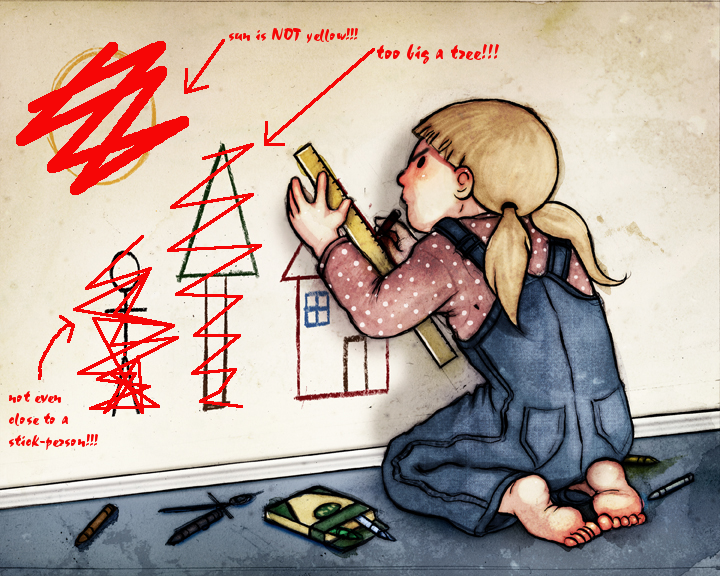 sun is NOT yellow!!!
too big a tree!!!
not even
close to a
stick-person!!!